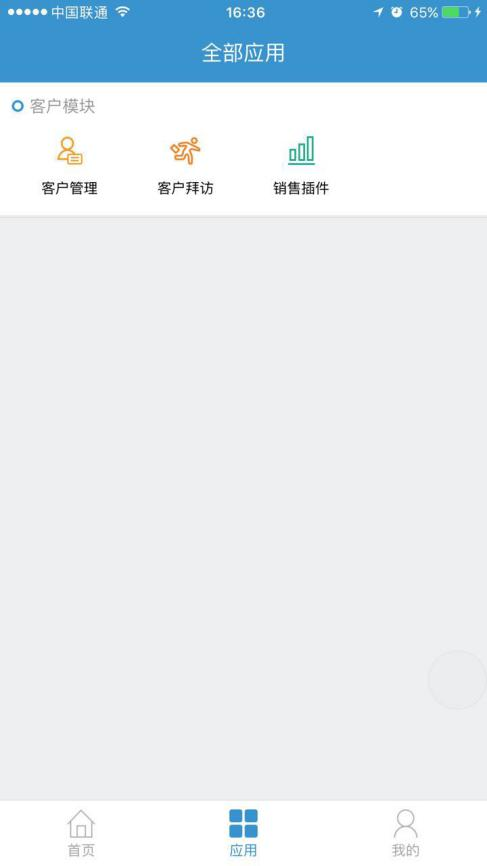 中国联通 16:36 65%
全部应用
客户模块
客户管理 客户拜访 销售插件
首页 应用 我的